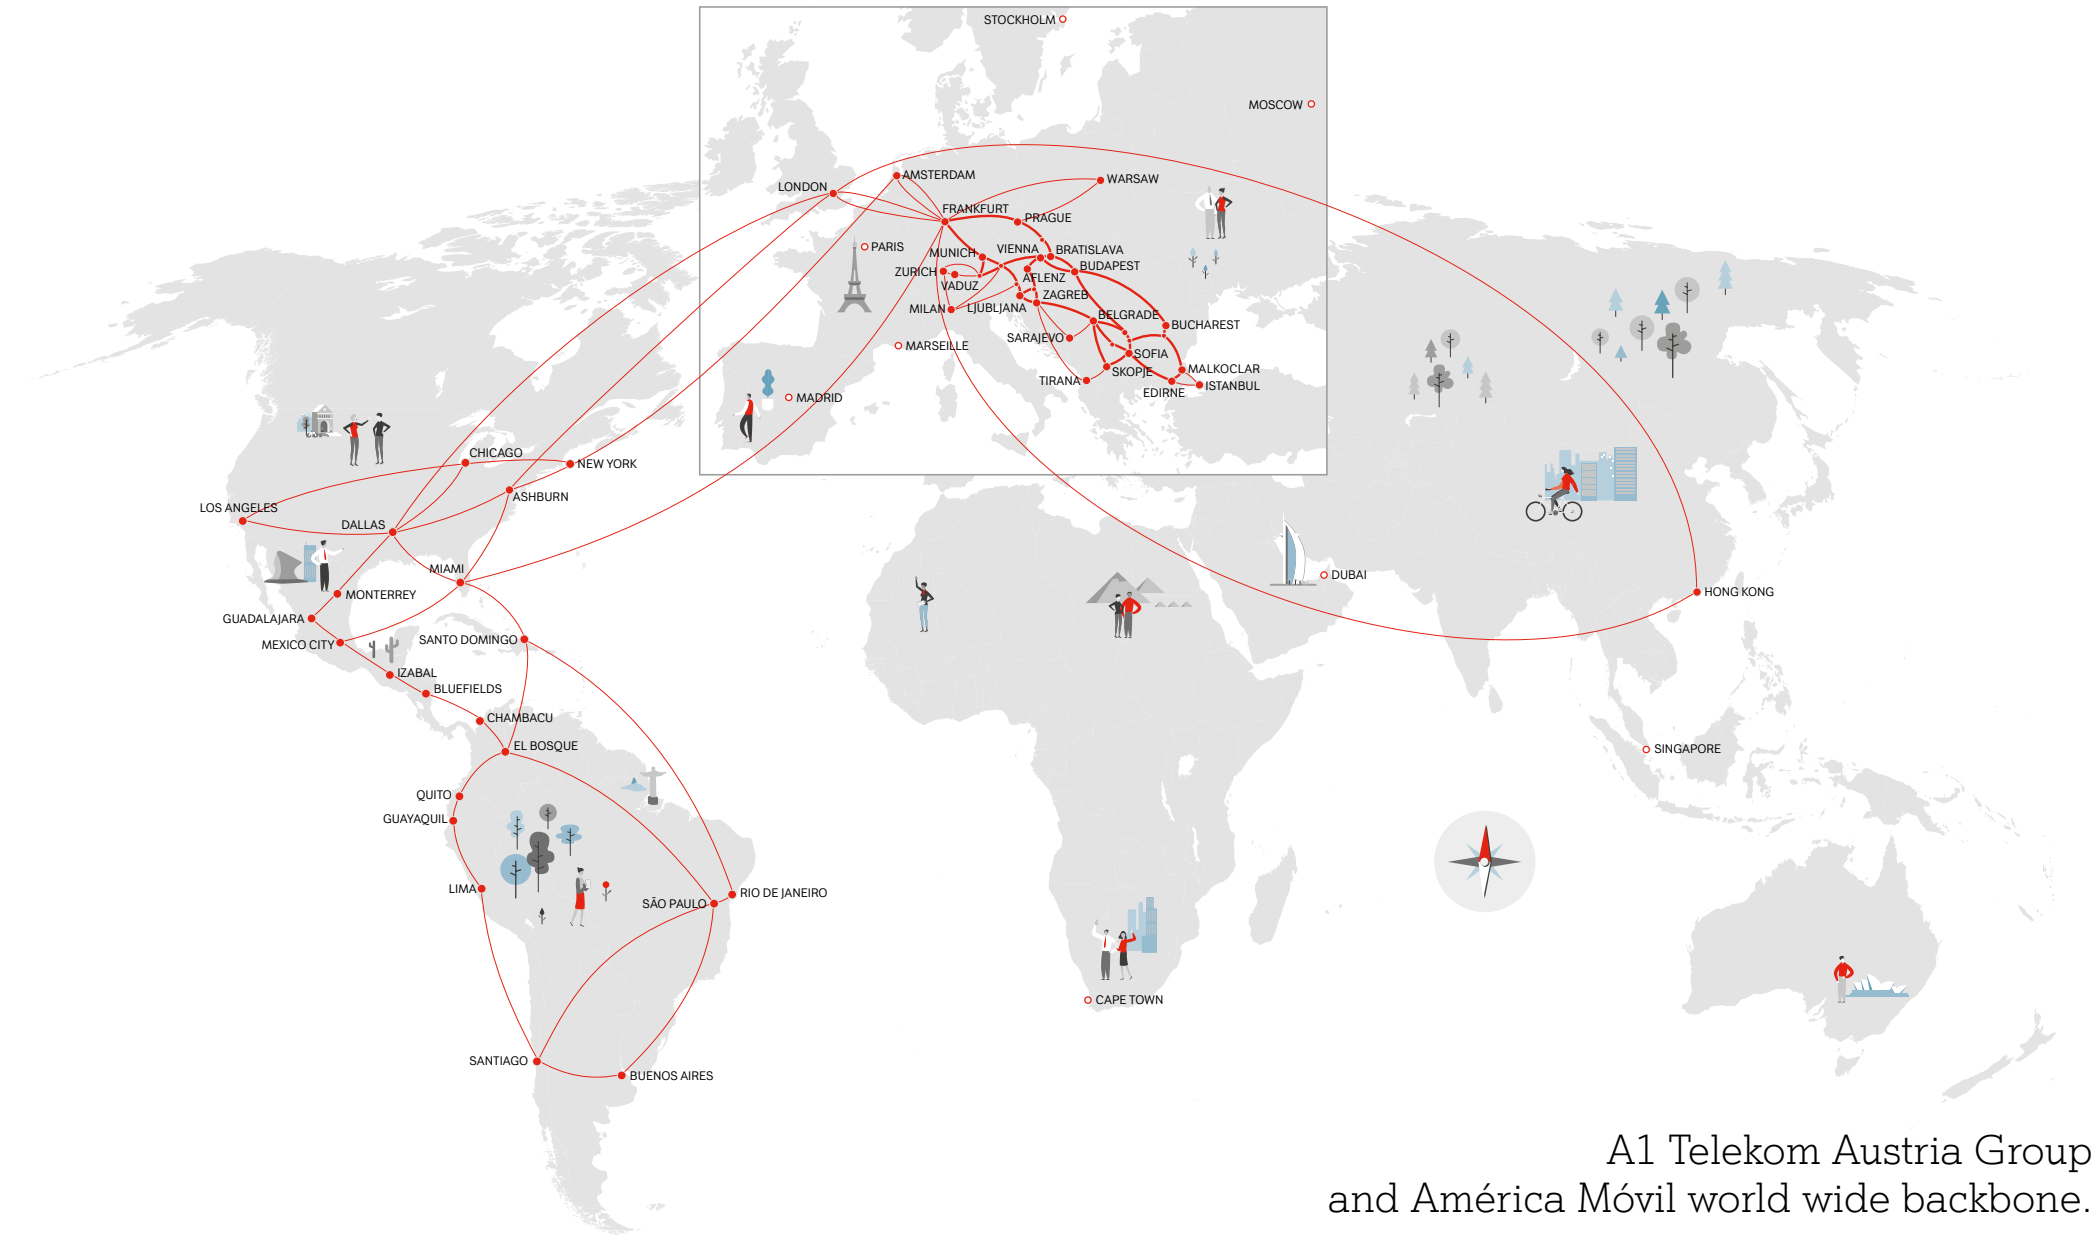 STOCKHOLM
MOSCOW
AMSTERDAM
WARSAW
LONDON
FRANKFURT
PRAGUE
PARIS
MUNICH
VIENNA
BRATISLAVA
BUDAPEST
ZURICH
AFLENZ
VADUZ
ZAGREB
MILAN
LJUBLJANA
BELGRADE
BUCHAREST
SARAJEVO
MARSEILLE
SOFIA
MALKOCLAR
SKOPJE
TIRANA
ISTANBUL
EDIRNE
MADRID
CHICAGO
NEW YORK
ASHBURN
LOS ANGELES
DALLAS
MIAMI
MONTERREY
GUADALAJARA
MEXICO CITY
SANTO DOMINGO
IZABAL
BLUEFIELDS
CHAMBACU
EL BOSQUE
QUITO
GUAYAQUIL
LIMA
SÃO PAULO
RIO DE JANEIRO
SANTIAGO
BUENOS AIRES
DUBAI
HONG KONG
SINGAPORE
CAPE TOWN
A1 Telekom Austria Group
and América Móvil world wide backbone.